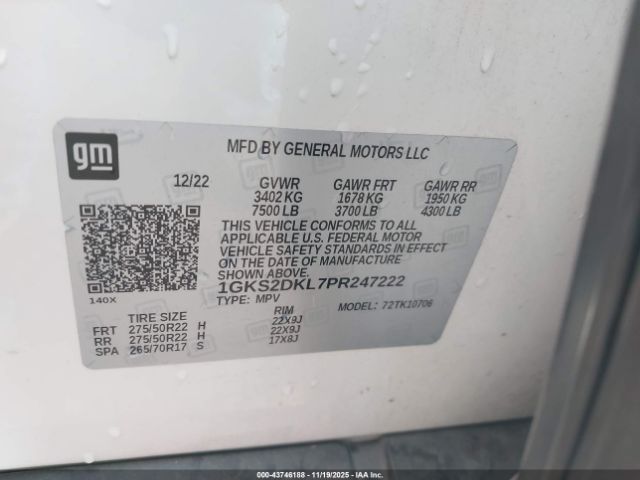 gm
MFD BY GENERAL MOTORS LLC
12/22 GVWR GAWR FRT GAWR RR
3402 KG 1678 KG 1950 KG
7500 LB 3700 LB 4300 LB
THIS VEHICLE CONFORMS TO ALL
APPLICABLE U.S. FEDERAL MOTOR
VEHICLE SAFETY STANDARDS IN EFFECT
ON THE DATE OF MANUFACTURE
SHOWN ABOVE.
1GKS2DKL7PR247222
140X
TYPE: MPV MODEL: 72TK10706
TIRE SIZE RIM
FRT 275/50R22 H 22X9J
RR 275/50R22 H 22X9J
SPA 265/70R17 S 17X8J
000-43746188 - 11/19/2025 - IAAI, Inc.